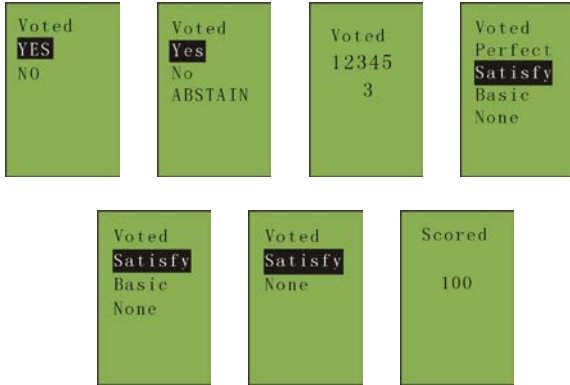 Voted
YES
NO
Voted
Yes
No
ABSTAIN
Voted
12345
3
Voted
Perfect
Satisfy
Basic
None
Voted
Satisfy
Basic
None
Voted
Satisfy
None
Scored
100